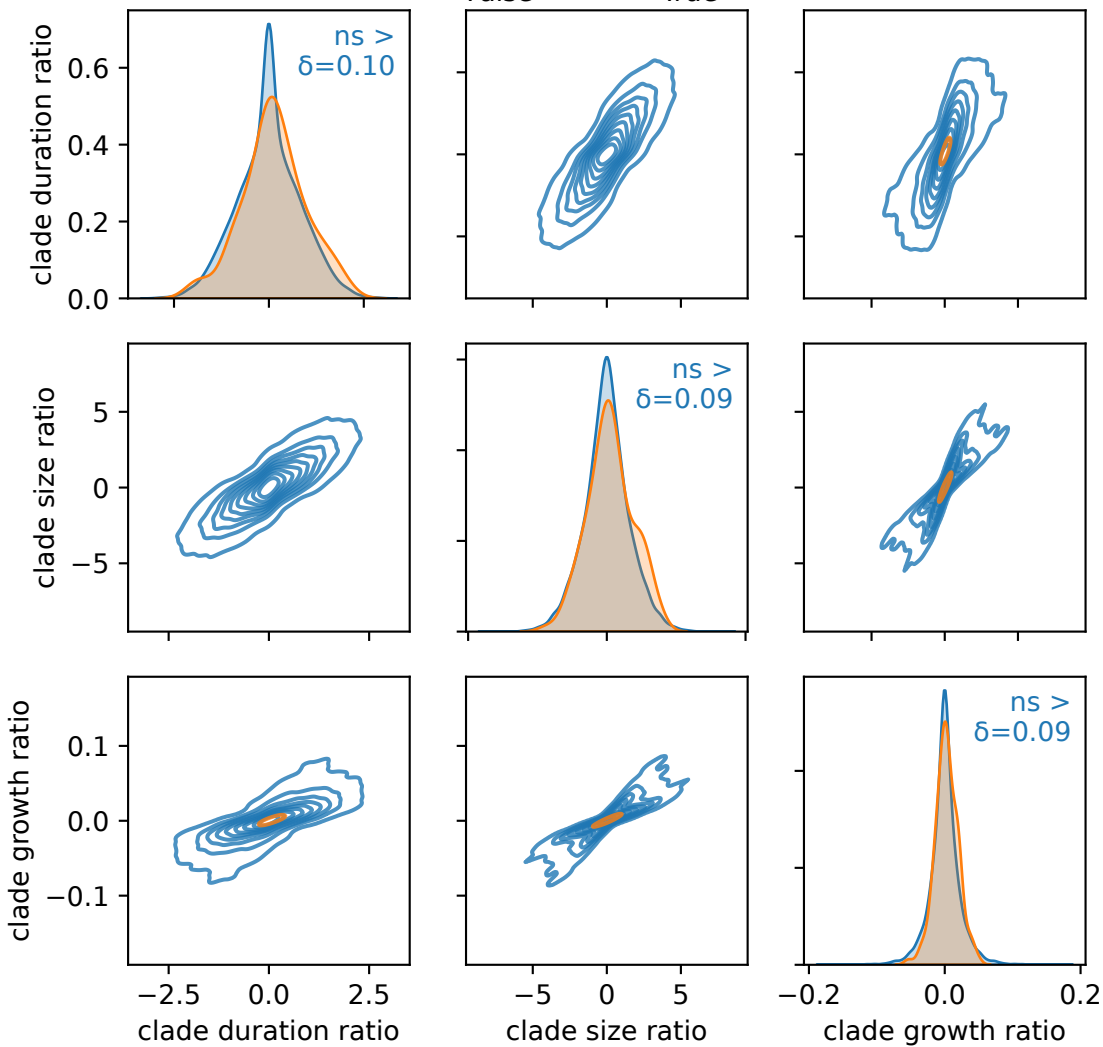 clade duration ratio
0.6
0.4
0.2
0.0
ns >
δ=0.10
clade size ratio
5
0
−5
ns >
δ=0.09
clade growth ratio
0.1
0.0
−0.1
ns >
δ=0.09
−2.5 0.0 2.5
−5 0 5
−0.2 0.0 0.2
clade duration ratio
clade size ratio
clade growth ratio